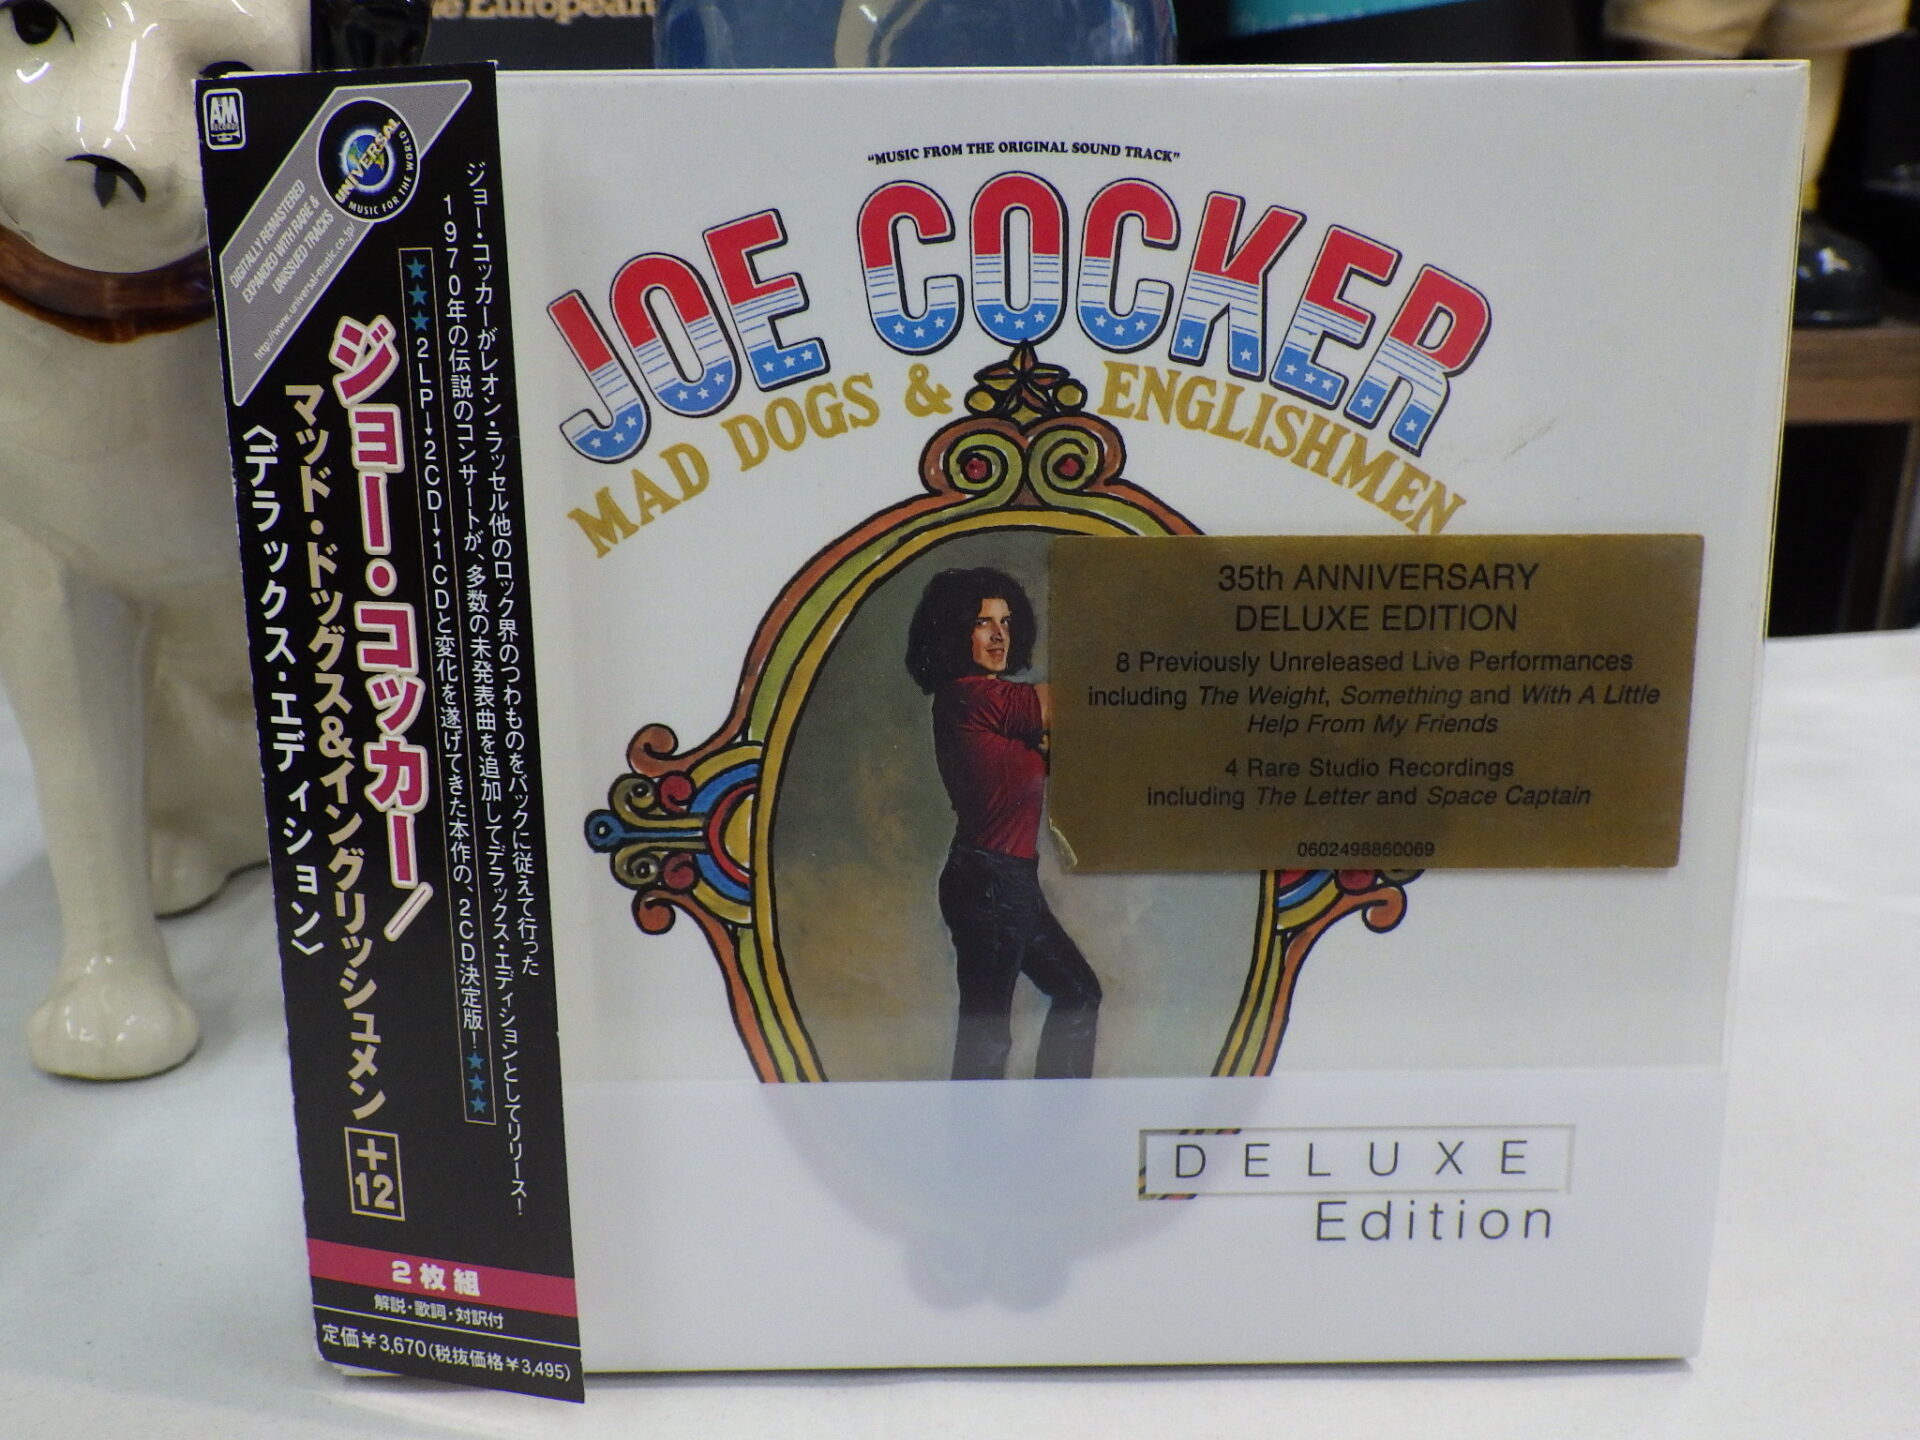 he European
A&M
RECORDS
UNIVERSAL
MUSIC FOR THE WORLD
DIGITALLY REMASTERED
EXPANDED WITH RARE &
UNISSUED TRACKS
http://www.universal-music.co.jp/
ジョー・コッカーがレオン・ラッセル他のロック界のつわものをバックに従えて行った
1970年の伝説のコンサートが、多数の未発表曲を追加してデラックス・エディションとしてリリース!
★★★2LP→2CD→1CDと変化を遂げてきた本作の、2CD決定版!★★★
ジョー・コッカー/
マッド・ドッグス&イングリッシュメン+12
〈デラックス・エディション〉
2枚組
解説・歌詞・対訳付
定価¥3,670(税抜価格¥3,495)
"MUSIC FROM THE ORIGINAL SOUND TRACK"
JOE COCKER
MAD DOGS & ENGLISHMEN
35th ANNIVERSARY
DELUXE EDITION
8 Previously Unreleased Live Performances
including The Weight, Something and With A Little
Help From My Friends
4 Rare Studio Recordings
including The Letter and Space Captain
0602498860069
DELUXE
Edition